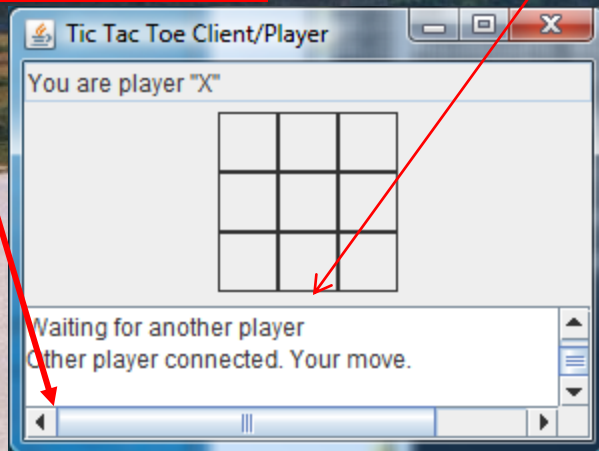 Tic Tac Toe Client/Player
You are player "X"
Waiting for another player
Other player connected. Your move.